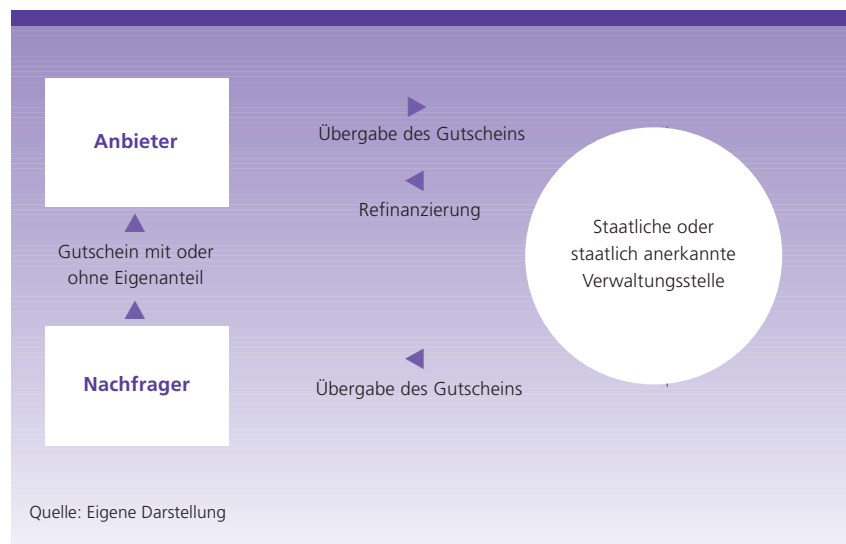 Anbieter
Übergabe des Gutscheins
Refinanzierung
Staatliche oder
staatlich anerkannte
Verwaltungsstelle
Gutschein mit oder
ohne Eigenanteil
Nachfrager
Übergabe des Gutscheins
Quelle: Eigene Darstellung